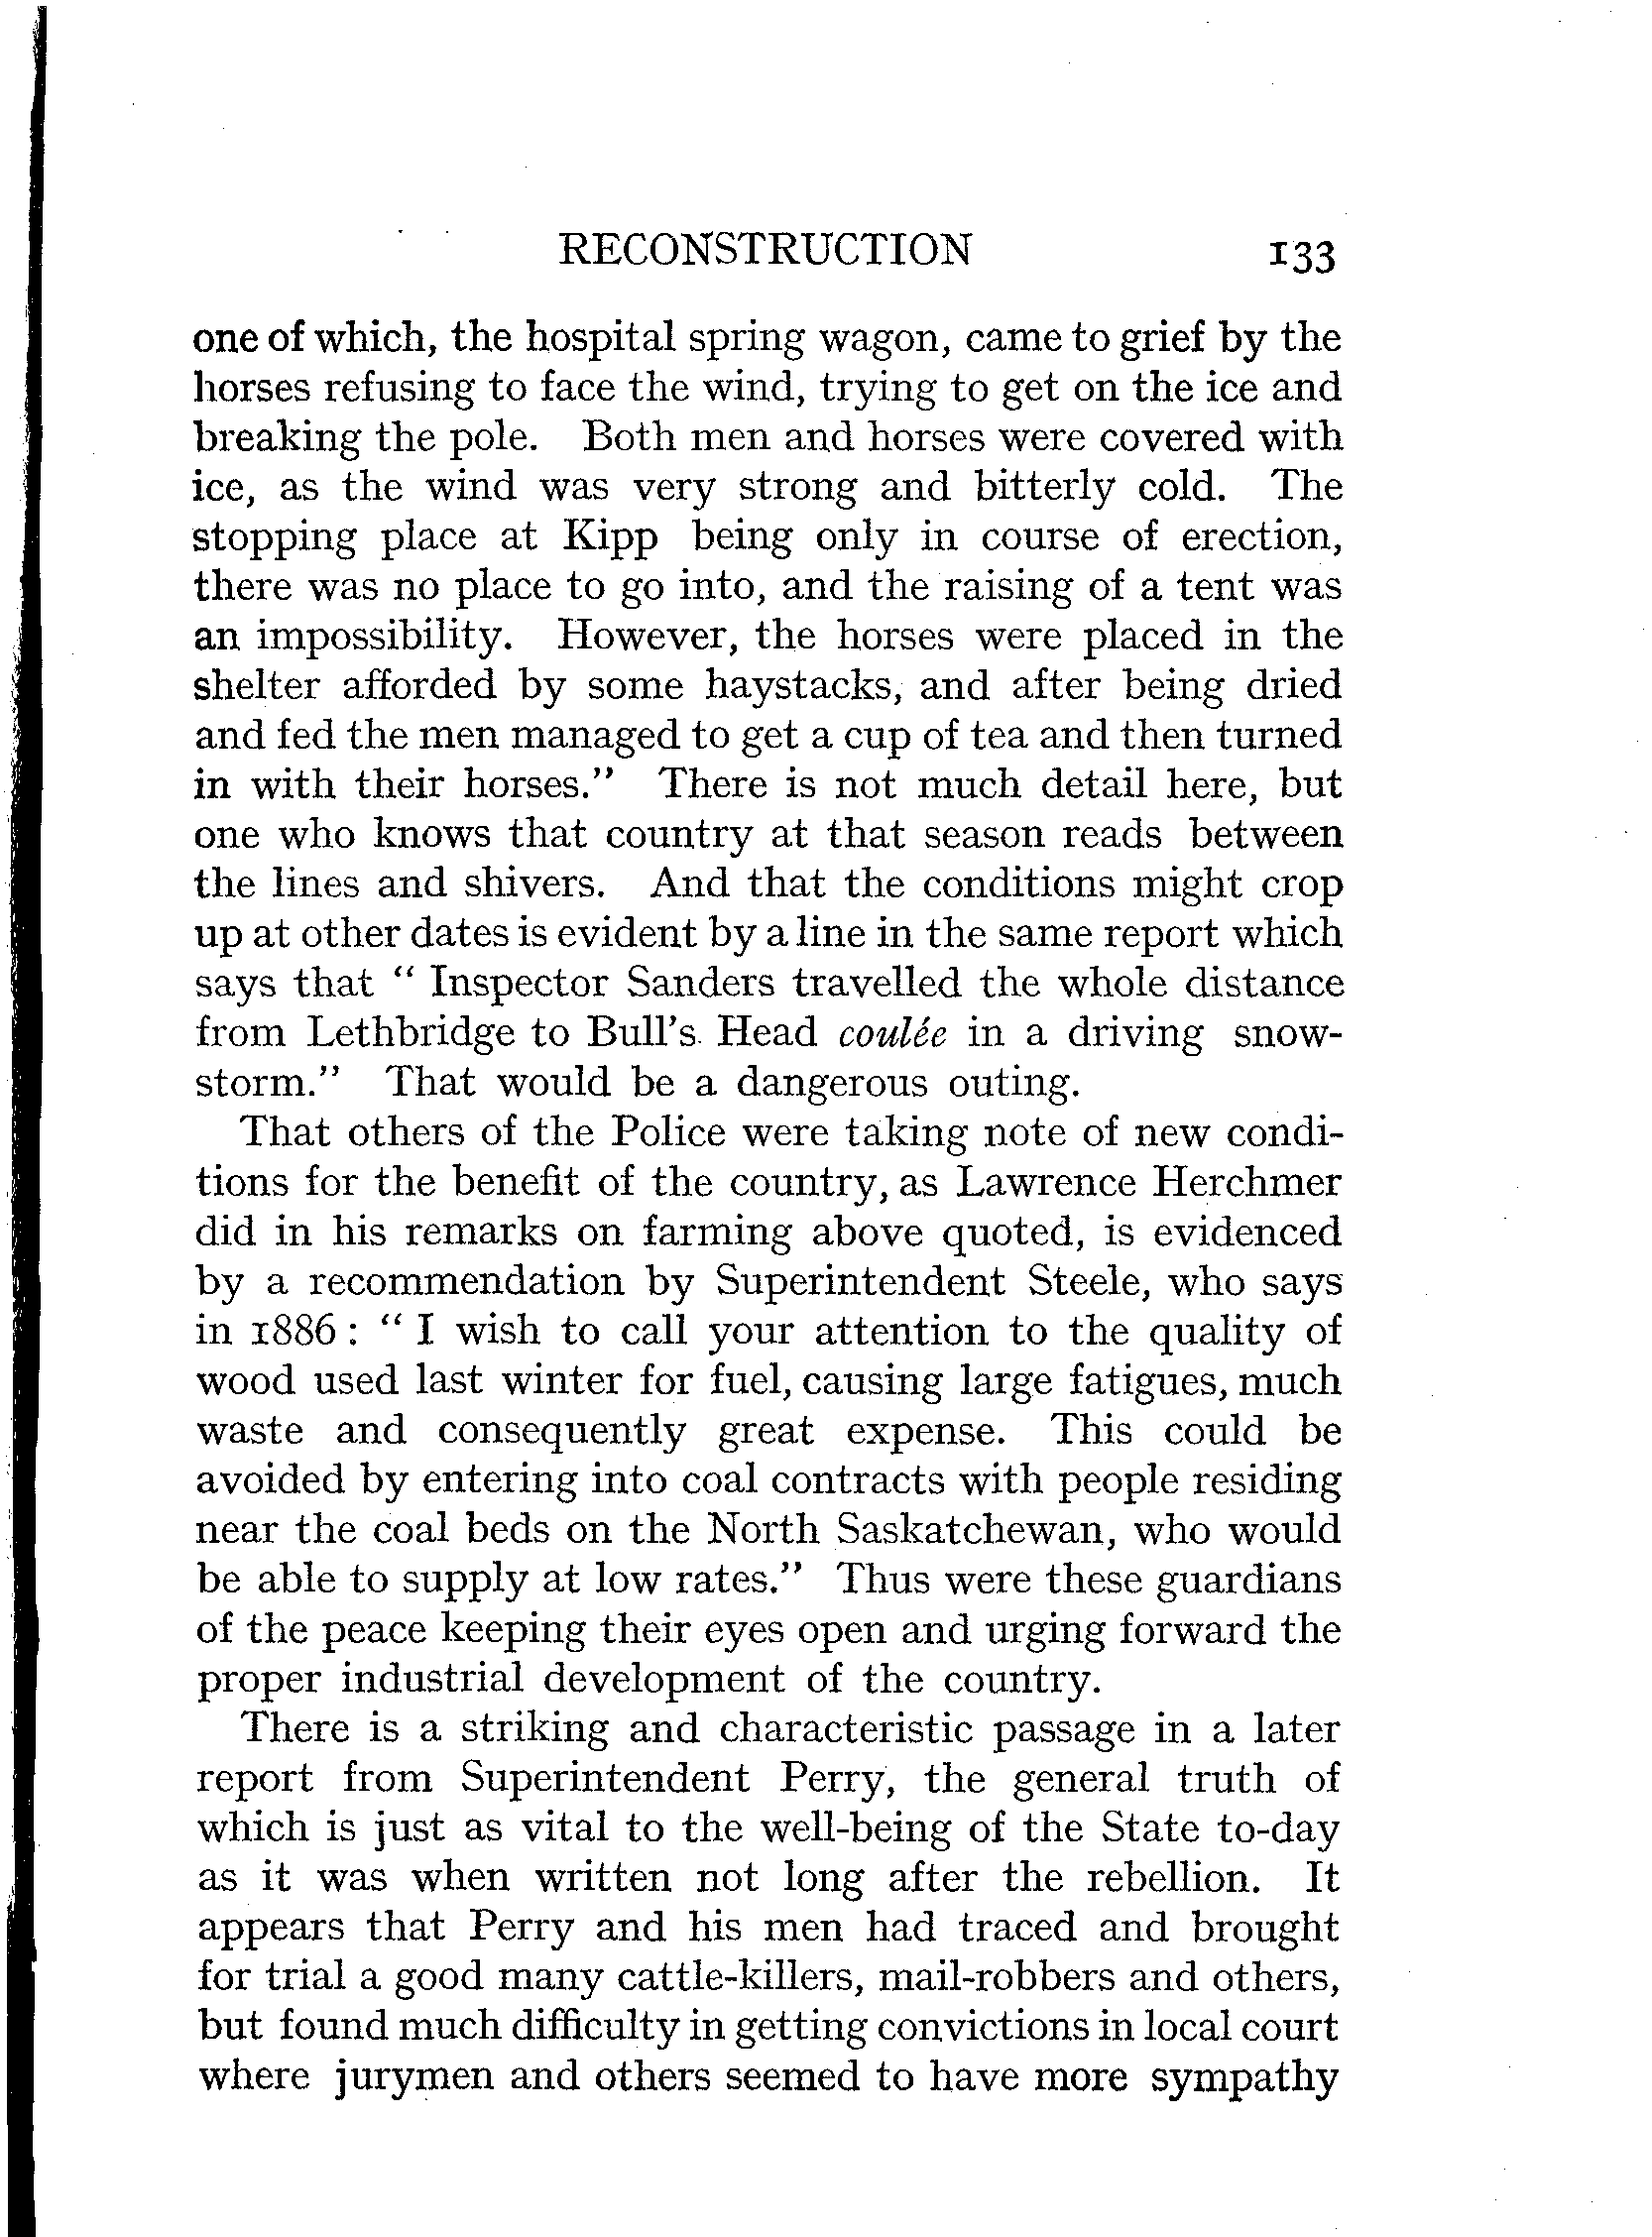 RECONSTRUCTION 133
one of which, the hospital spring wagon, came to grief by the
horses refusing to face the wind, trying to get on the ice and
breaking the pole. Both men and horses were covered with
ice, as the wind was very strong and bitterly cold. The
stopping place at Kipp being only in course of erection,
there was no place to go into, and the raising of a tent was
an impossibility. However, the horses were placed in the
shelter afforded by some haystacks, and after being dried
and fed the men managed to get a cup of tea and then turned
in with their horses." There is not much detail here, but
one who knows that country at that season reads between
the lines and shivers. And that the conditions might crop
up at other dates is evident by a line in the same report which
says that " Inspector Sanders travelled the whole distance
from Lethbridge to Bull's Head coulée in a driving snow-
storm." That would be a dangerous outing.
That others of the Police were taking note of new condi-
tions for the benefit of the country, as Lawrence Herchmer
did in his remarks on farming above quoted, is evidenced
by a recommendation by Superintendent Steele, who says
in 1886 : " I wish to call your attention to the quality of
wood used last winter for fuel, causing large fatigues, much
waste and consequently great expense. This could be
avoided by entering into coal contracts with people residing
near the coal beds on the North Saskatchewan, who would
be able to supply at low rates." Thus were these guardians
of the peace keeping their eyes open and urging forward the
proper industrial development of the country.
There is a striking and characteristic passage in a later
report from Superintendent Perry, the general truth of
which is just as vital to the well-being of the State to-day
as it was when written not long after the rebellion. It
appears that Perry and his men had traced and brought
for trial a good many cattle-killers, mail-robbers and others,
but found much difficulty in getting convictions in local court
where jurymen and others seemed to have more sympathy